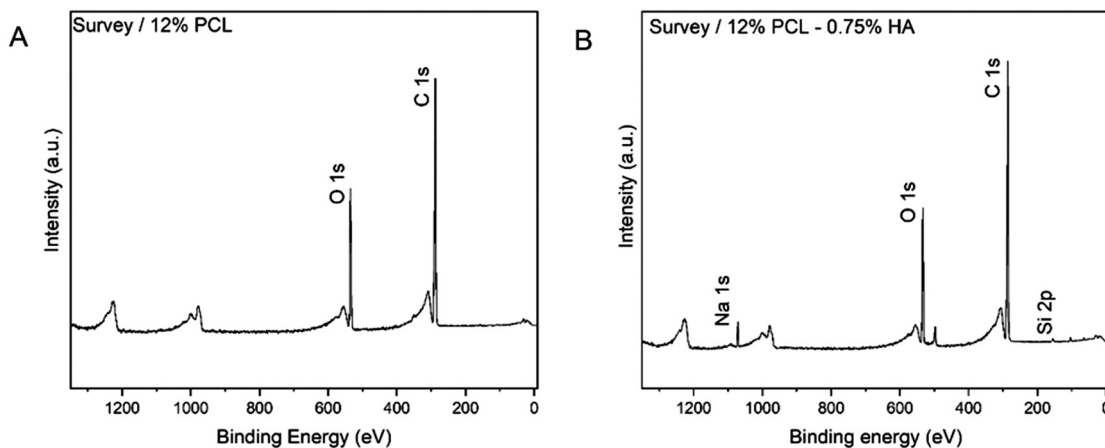 A
Survey / 12% PCL
C 1s
O 1s
Intensity (a.u.)
1200 1000 800 600 400 200 0
Binding Energy (eV)
B
Survey / 12% PCL - 0.75% HA
C 1s
O 1s
Na 1s
Si 2p
Intensity (a.u.)
1200 1000 800 600 400 200 0
Binding energy (eV)